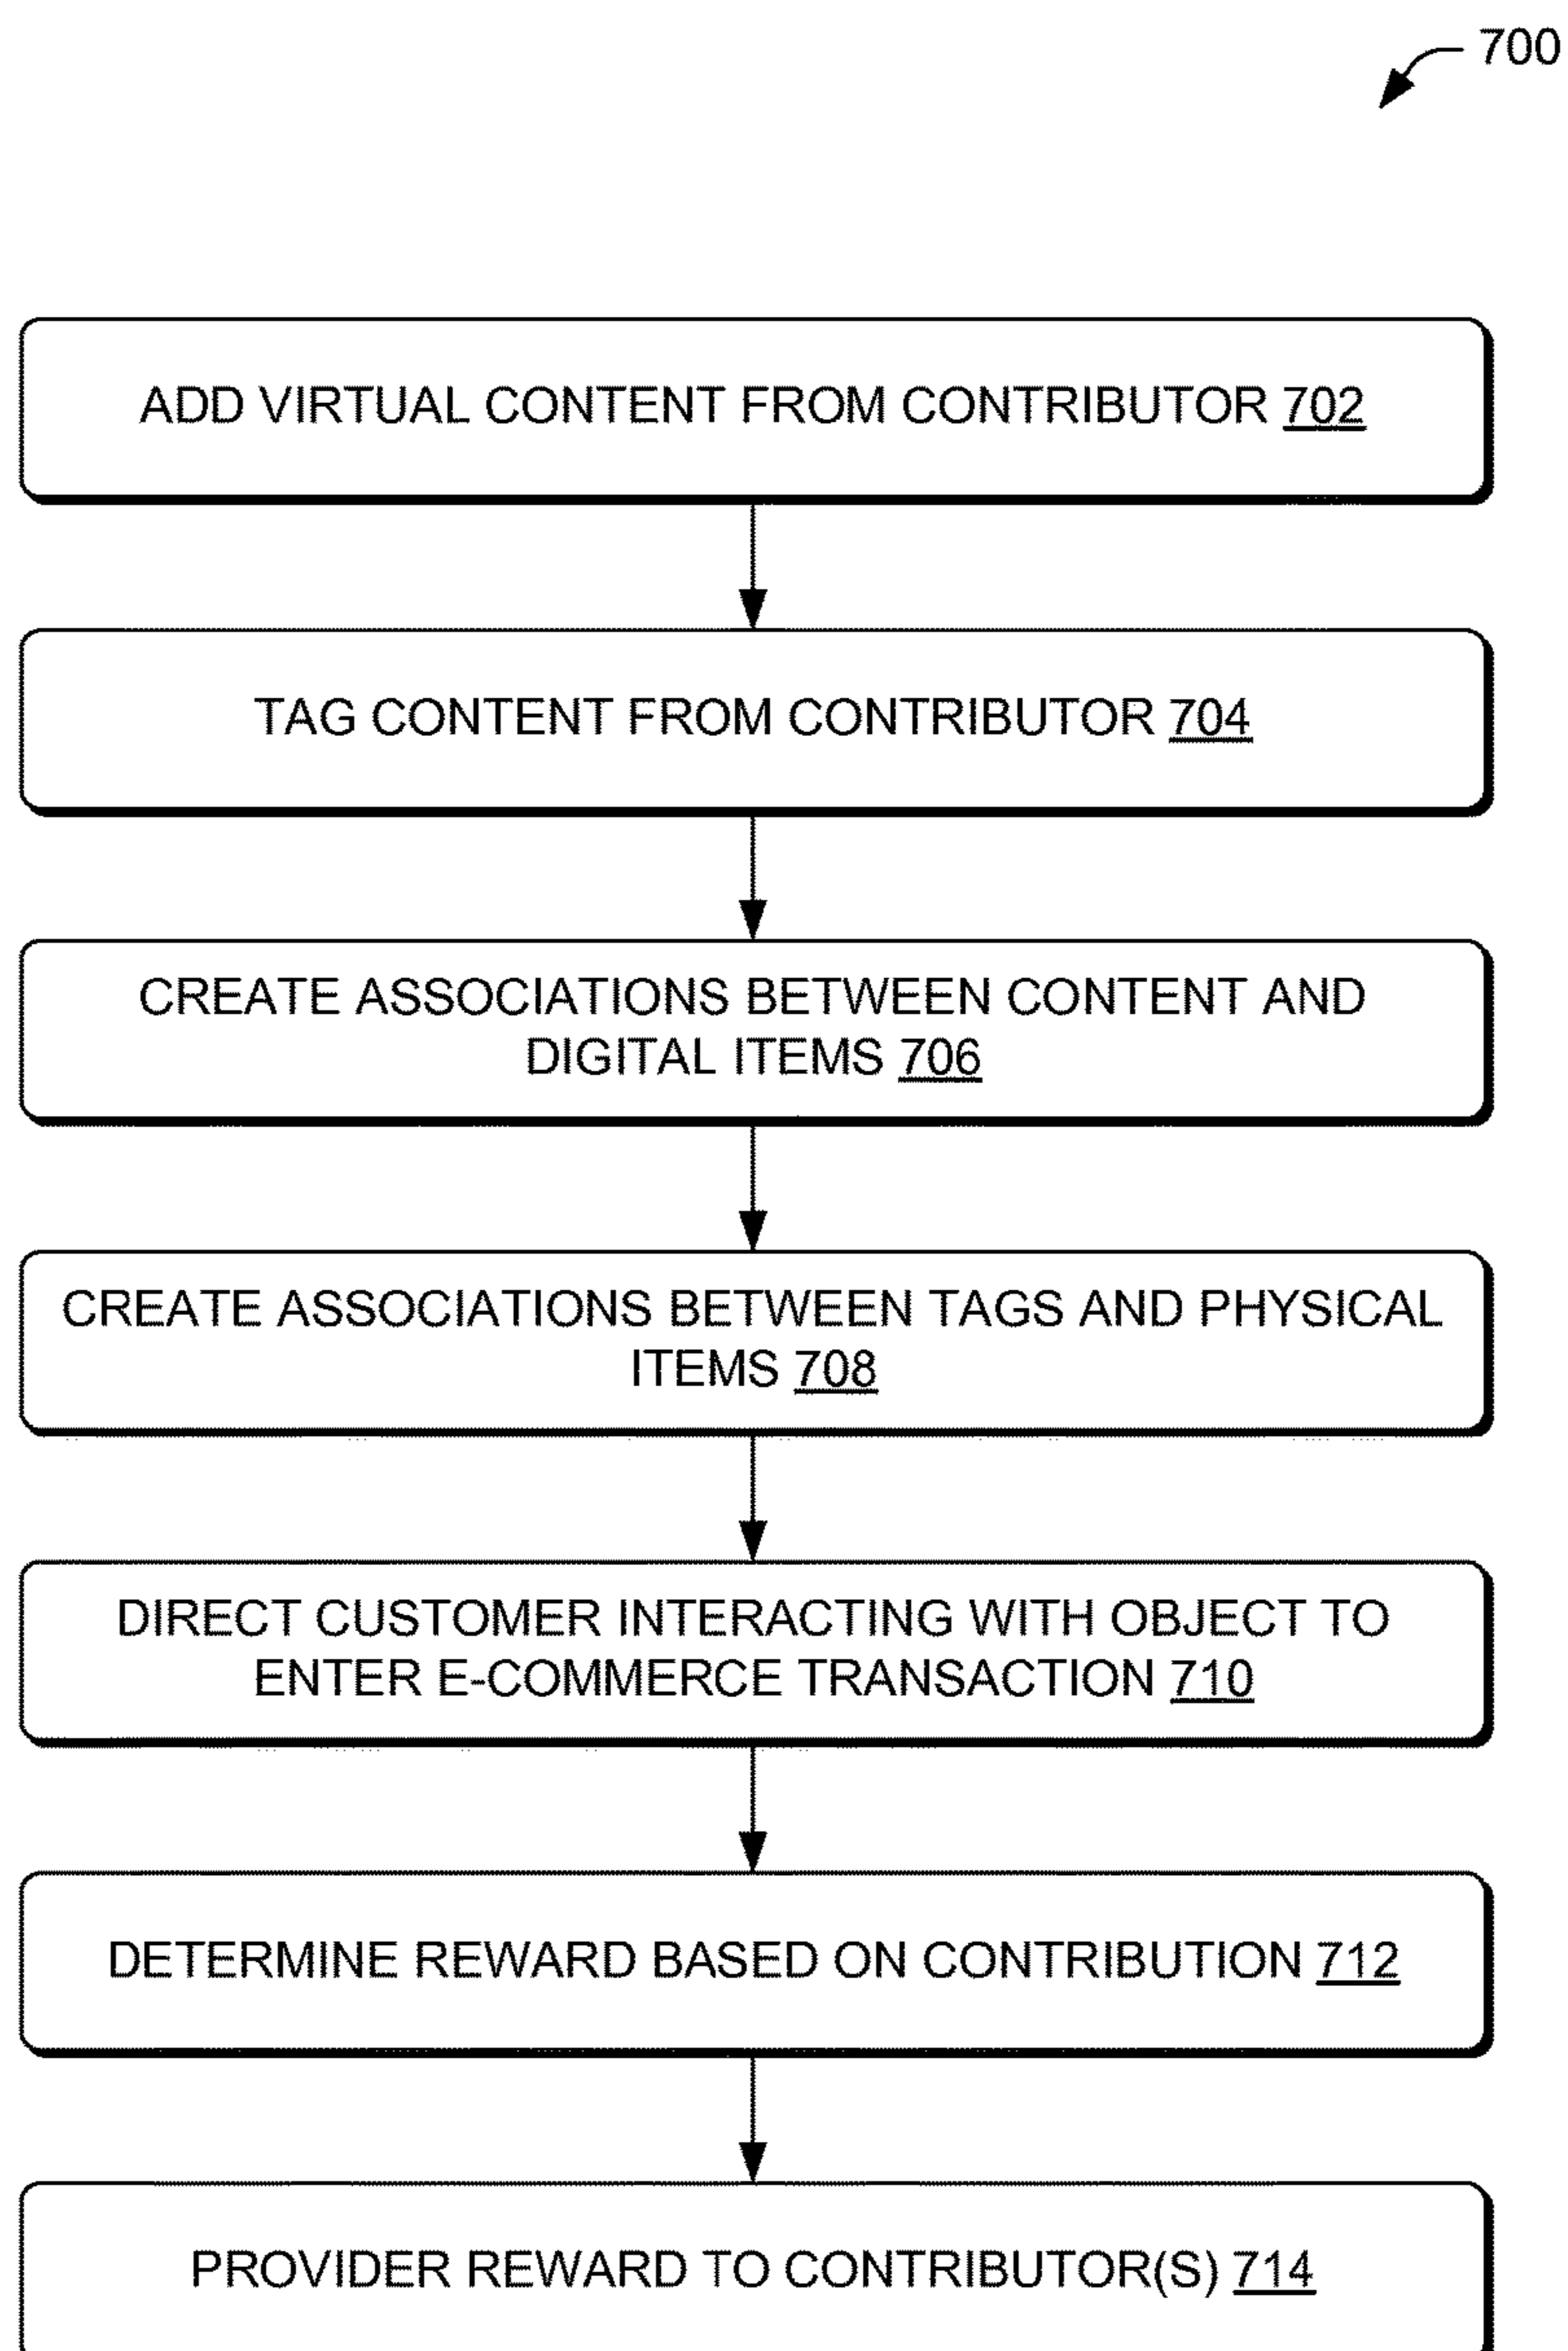 700
ADD VIRTUAL CONTENT FROM CONTRIBUTOR 702
TAG CONTENT FROM CONTRIBUTOR 704
CREATE ASSOCIATIONS BETWEEN CONTENT AND
DIGITAL ITEMS 706
CREATE ASSOCIATIONS BETWEEN TAGS AND PHYSICAL
ITEMS 708
DIRECT CUSTOMER INTERACTING WITH OBJECT TO
ENTER E-COMMERCE TRANSACTION 710
DETERMINE REWARD BASED ON CONTRIBUTION 712
PROVIDER REWARD TO CONTRIBUTOR(S) 714